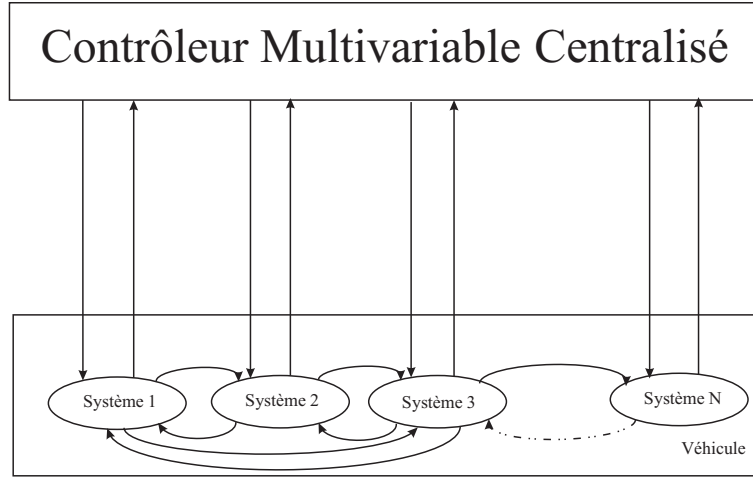 Contrôleur Multivariable Centralisé
Système 1
Système 2
Système 3
Système N
Véhicule